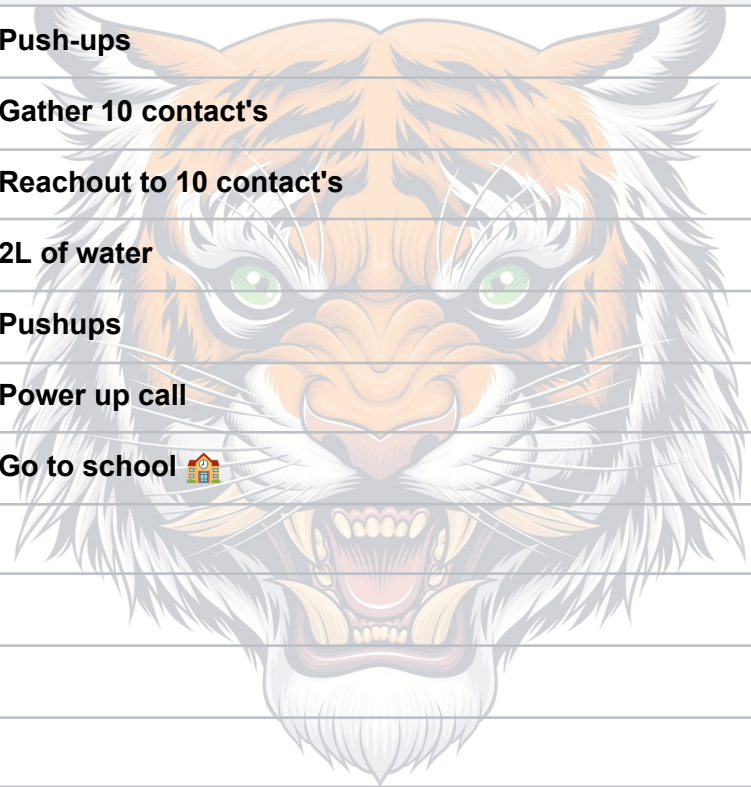 Push-ups
Gather 10 contact's
Reachout to 10 contact's
2L of water
Pushups
Power up call
Go to school 🏫